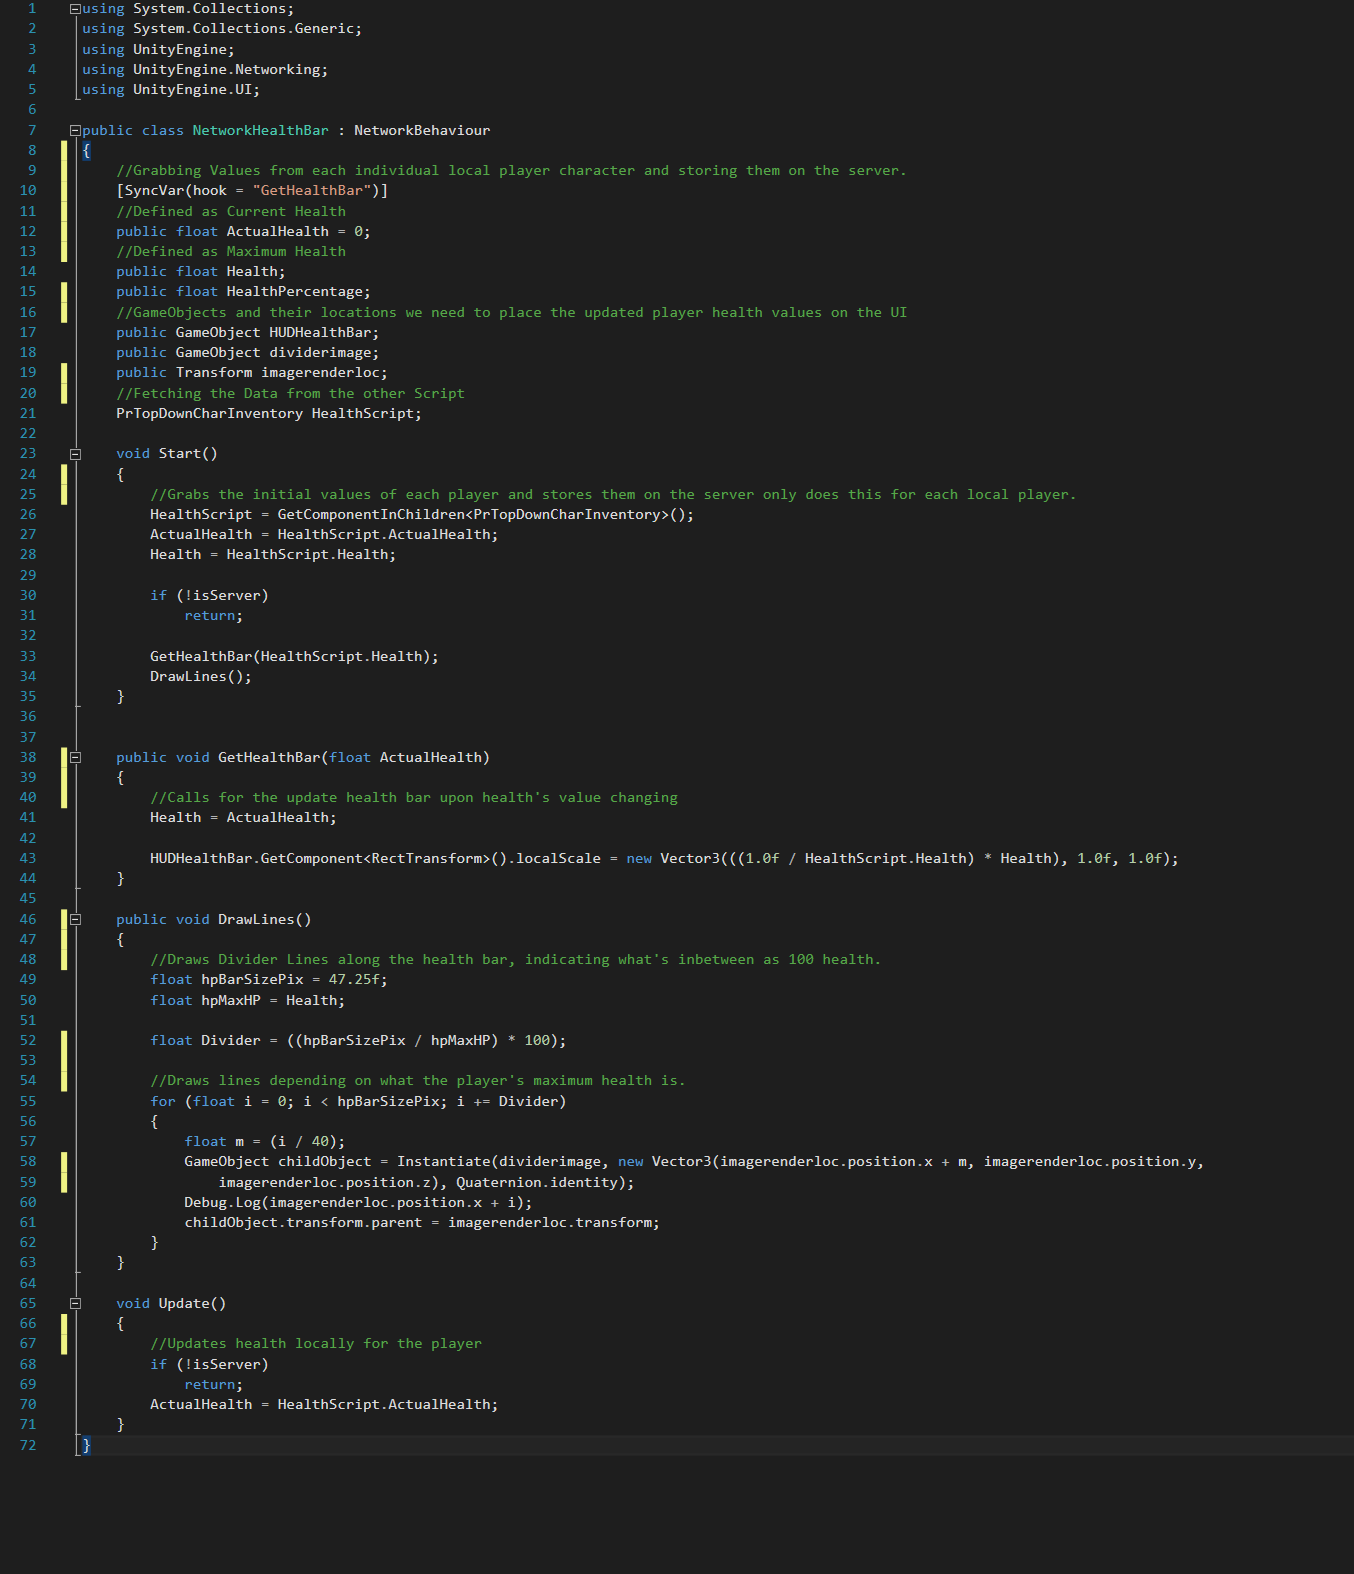 1 using System.Collections;
2 using System.Collections.Generic;
3 using UnityEngine;
4 using UnityEngine.Networking;
5 using UnityEngine.UI;
6
7 public class NetworkHealthBar : NetworkBehaviour
8 {
9 //Grabbing Values from each individual local player character and storing them on the server.
10 [SyncVar(hook = "GetHealthBar")]
11 //Defined as Current Health
12 public float ActualHealth = 0;
13 //Defined as Maximum Health
14 public float Health;
15 public float HealthPercentage;
16 //GameObjects and their locations we need to place the updated player health values on the UI
17 public GameObject HUDHealthBar;
18 public GameObject dividerimage;
19 public Transform imagerenderloc;
20 //Fetching the Data from the other Script
21 PrTopDownCharInventory HealthScript;
22
23 void Start()
24 {
25 //Grabs the initial values of each player and stores them on the server only does this for each local player.
26 HealthScript = GetComponentInChildren<PrTopDownCharInventory>();
27 ActualHealth = HealthScript.ActualHealth;
28 Health = HealthScript.Health;
29
30 if (!isServer)
31 return;
32
33 GetHealthBar(HealthScript.Health);
34 DrawLines();
35 }
36
37
38 public void GetHealthBar(float ActualHealth)
39 {
40 //Calls for the update health bar upon health's value changing
41 Health = ActualHealth;
42
43 HUDHealthBar.GetComponent<RectTransform>().localScale = new Vector3(((1.0f / HealthScript.Health) * Health), 1.0f, 1.0f);
44 }
45
46 public void DrawLines()
47 {
48 //Draws Divider Lines along the health bar, indicating what's inbetween as 100 health.
49 float hpBarSizePix = 47.25f;
50 float hpMaxHP = Health;
51
52 float Divider = ((hpBarSizePix / hpMaxHP) * 100);
53
54 //Draws lines depending on what the player's maximum health is.
55 for (float i = 0; i < hpBarSizePix; i += Divider)
56 {
57 float m = (i / 40);
58 GameObject childObject = Instantiate(dividerimage, new Vector3(imagerenderloc.position.x + m, imagerenderloc.position.y,
59 imagerenderloc.position.z), Quaternion.identity);
60 Debug.Log(imagerenderloc.position.x + i);
61 childObject.transform.parent = imagerenderloc.transform;
62 }
63 }
64
65 void Update()
66 {
67 //Updates health locally for the player
68 if (!isServer)
69 return;
70 ActualHealth = HealthScript.ActualHealth;
71 }
72 }